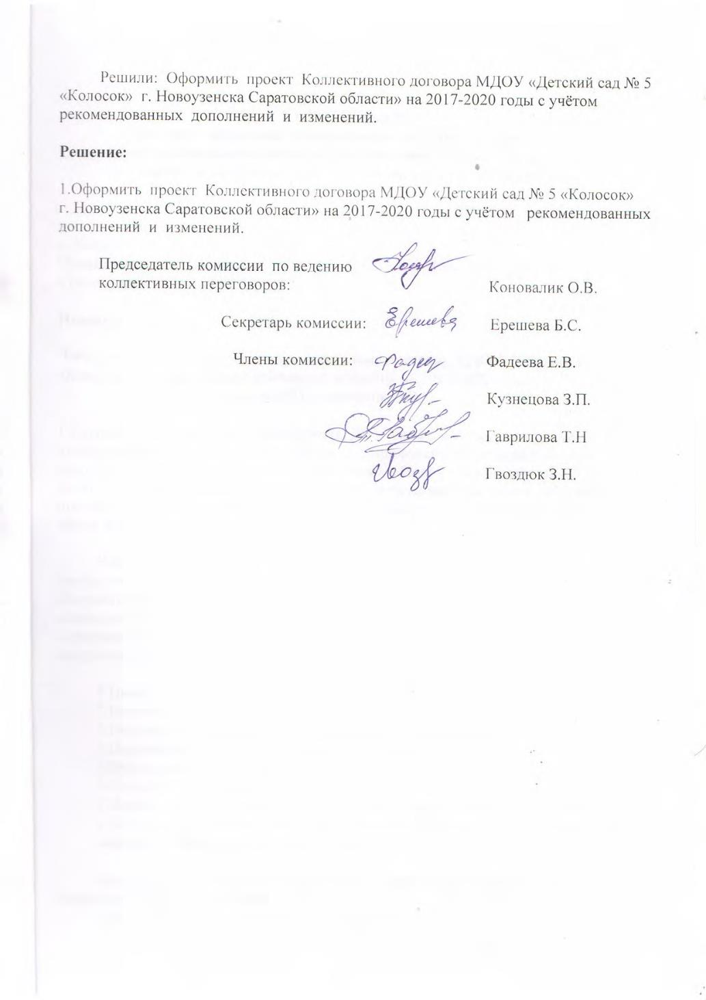 Решили: Оформить проект Коллективного договора МДОУ «Детский сад № 5
«Колосок» г. Новоузенска Саратовской области» на 2017-2020 годы с учётом
рекомендованных дополнений и изменений.
Решение:
1.Оформить проект Коллективного договора МДОУ «Детский сад № 5 «Колосок»
г. Новоузенска Саратовской области» на 2017-2020 годы с учётом рекомендованных
дополнений и изменений.
Председатель комиссии по ведению
коллективных переговоров: Коновалик О.В.
Секретарь комиссии: Ерешева Ерешева Б.С.
Члены комиссии: Фадеева Е.В.
Кузнецова З.П.
Гаврилова Т.Н
Гвоздюк З.Н.